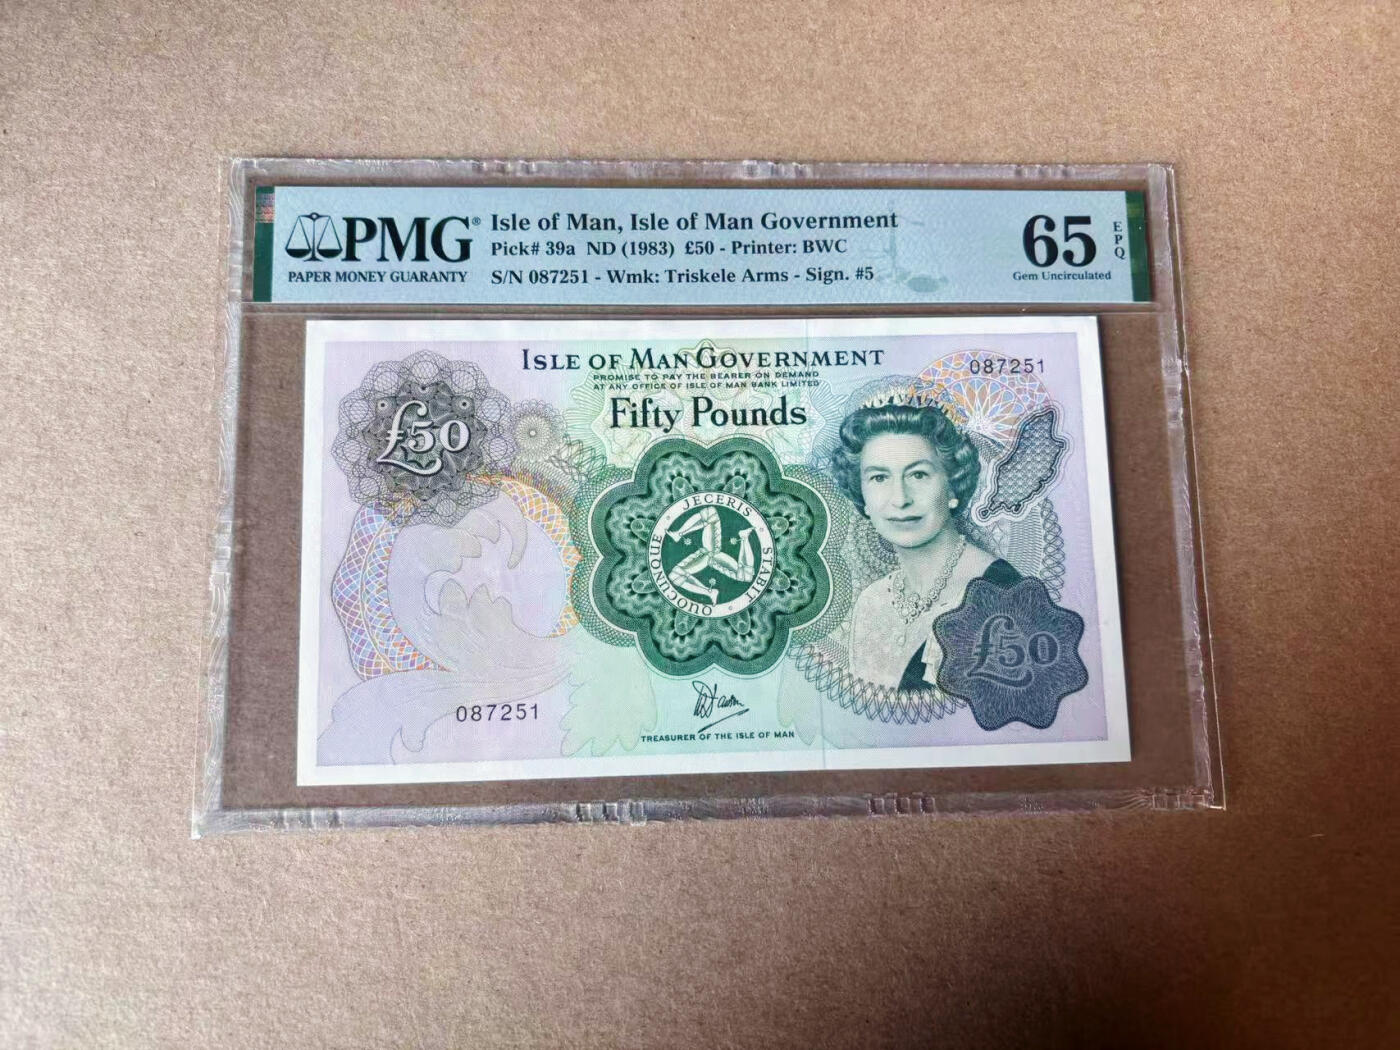 PMG®
PAPER MONEY GUARANTY
Isle of Man, Isle of Man Government
Pick# 39a ND (1983) £50 - Printer: BWC
S/N 087251 - Wmk: Triskele Arms - Sign. #5
65
Gem Uncirculated
EPQ
ISLE OF MAN GOVERNMENT
PROMISE TO PAY THE BEARER ON DEMAND
AT ANY OFFICE OF ISLE OF MAN BANK LIMITED
Fifty Pounds
087251
£50
QUOCUNQUE · JECERIS · STABIT
£50
087251
TREASURER OF THE ISLE OF MAN